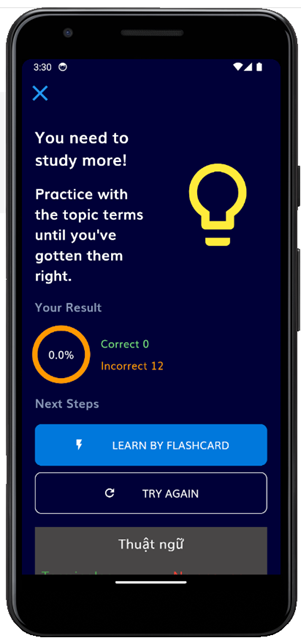 3:30
You need to
study more!
Practice with
the topic terms
until you've
gotten them
right.
Your Result
0.0%
Correct 0
Incorrect 12
Next Steps
LEARN BY FLASHCARD
TRY AGAIN
Thuật ngữ